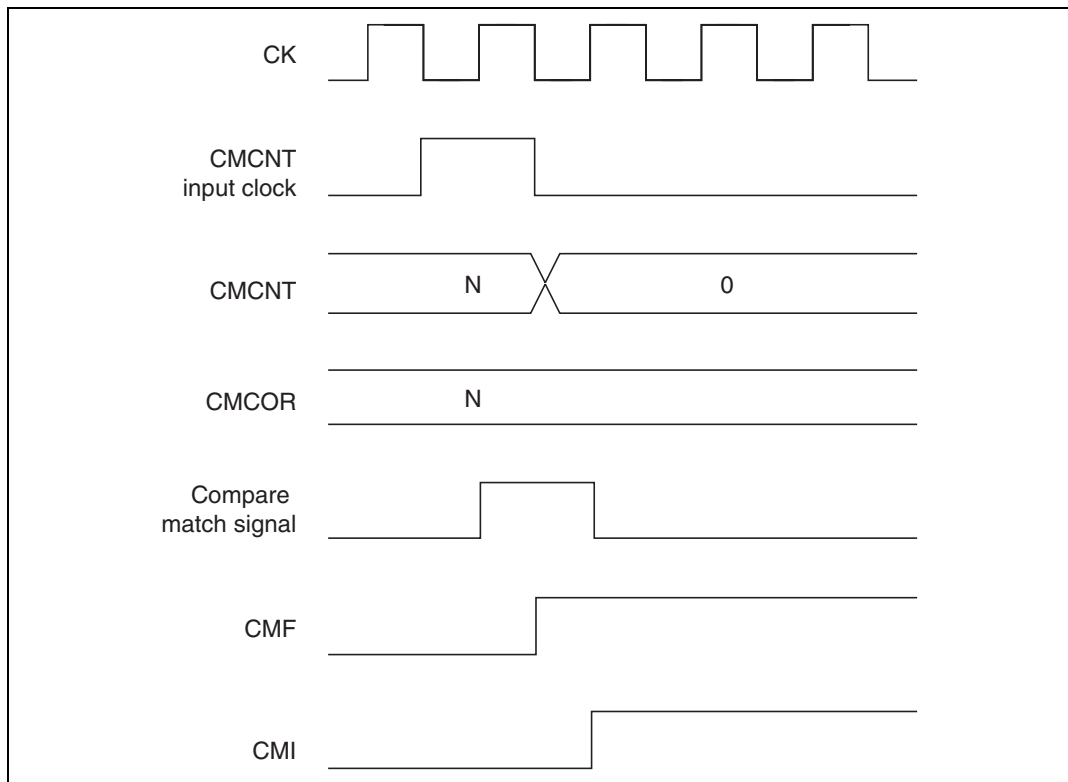 CK
CMCNT
input clock
CMCNT
N
0
CMCOR
N
Compare
match signal
CMF
CMI